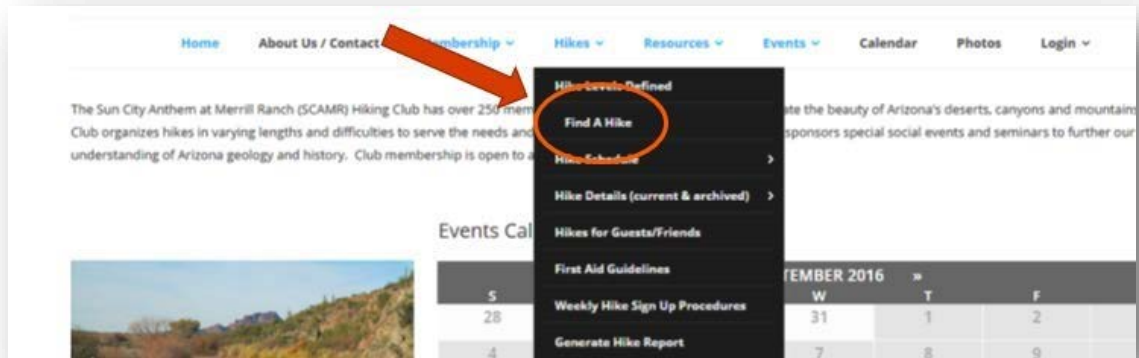 Home About Us / Contact Membership Hikes Resources Events Calendar Photos Login
Hike Levels Defined
Find A Hike
Hike Schedule
Hike Details (current & archived)
Hikes for Guests/Friends
First Aid Guidelines
Weekly Hike Sign Up Procedures
Generate Hike Report
The Sun City Anthem at Merrill Ranch (SCAMR) Hiking Club has over 250 ate the beauty of Arizona's deserts, canyons and mountains
Club organizes hikes in varying lengths and difficulties to serve the needs and sponsors special social events and seminars to further our
understanding of Arizona geology and history. Club membership is open to
Events
2016 »
S W T F
28 31 1 2
4 7 8 9